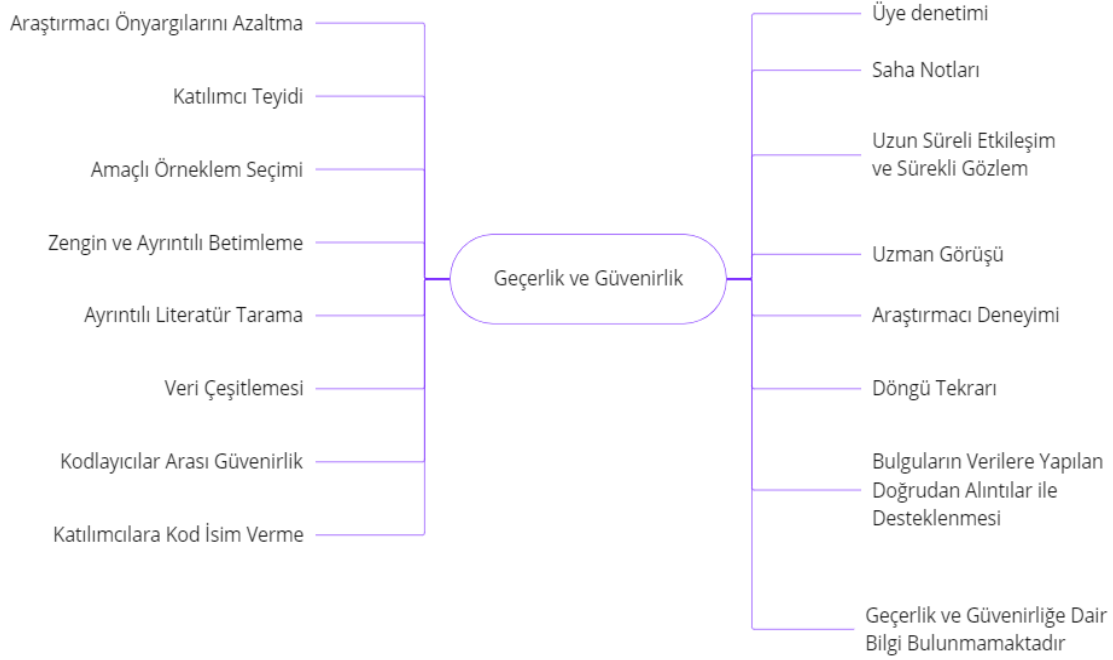 Araştırmacı Önyargılarını Azaltma
Katılımcı Teyidi
Amaçlı Örneklem Seçimi
Zengin ve Ayrıntılı Betimleme
Ayrıntılı Literatür Tarama
Veri Çeşitlemesi
Kodlayıcılar Arası Güvenirlik
Katılımcılara Kod İsim Verme
Geçerlik ve Güvenirlik
Üye denetimi
Saha Notları
Uzun Süreli Etkileşim
ve Sürekli Gözlem
Uzman Görüşü
Araştırmacı Deneyimi
Döngü Tekrarı
Bulguların Verilere Yapılan
Doğrudan Alıntılar ile
Desteklenmesi
Geçerlik ve Güvenirliğe Dair
Bilgi Bulunmamaktadır